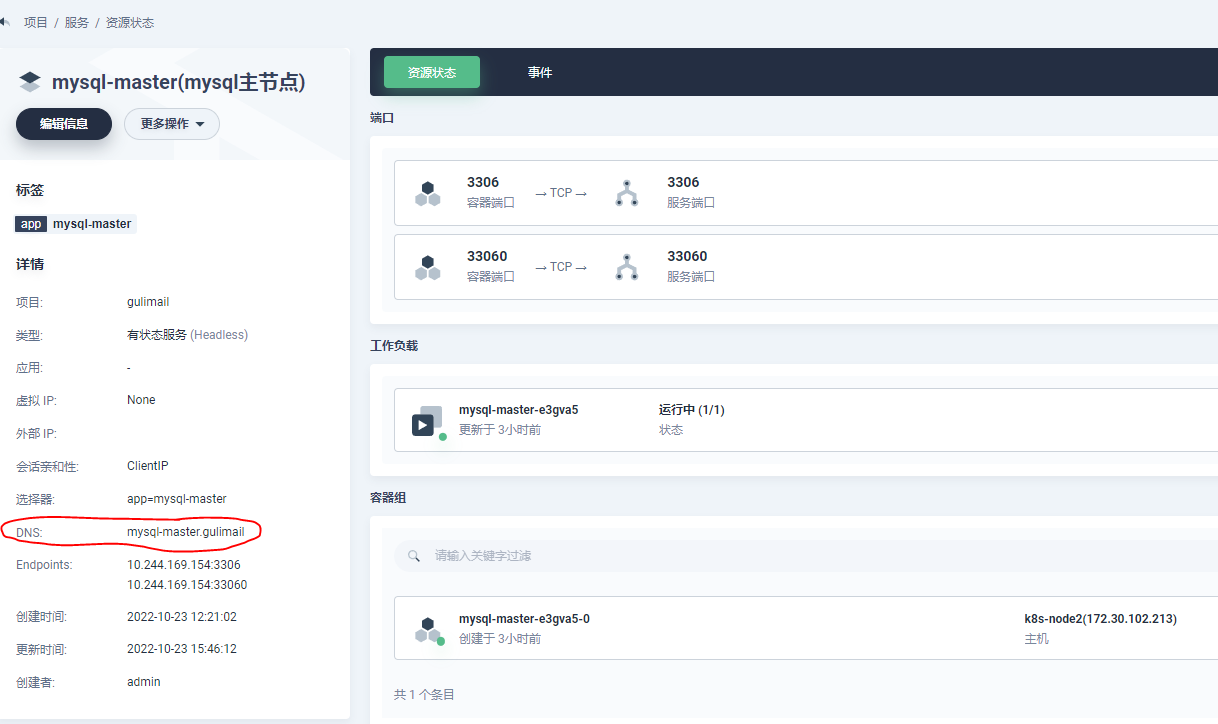 项目 / 服务 / 资源状态
mysql-master(mysql主节点)
编辑信息
更多操作
标签
app mysql-master
详情
项目: gulimail
类型: 有状态服务 (Headless)
应用: -
虚拟 IP: None
外部 IP:
会话亲和性: ClientIP
选择器: app=mysql-master
DNS: mysql-master.gulimail
Endpoints: 10.244.169.154:3306
10.244.169.154:33060
创建时间: 2022-10-23 12:21:02
更新时间: 2022-10-23 15:46:12
创建者: admin
资源状态
事件
端口
3306 → TCP → 3306
容器端口 服务端口
33060 → TCP → 33060
容器端口 服务端口
工作负载
mysql-master-e3gva5 运行中 (1/1)
更新于 3小时前 状态
容器组
请输入关键字过滤
mysql-master-e3gva5-0 k8s-node2(172.30.102.213)
创建于 3小时前 主机
共 1 个条目